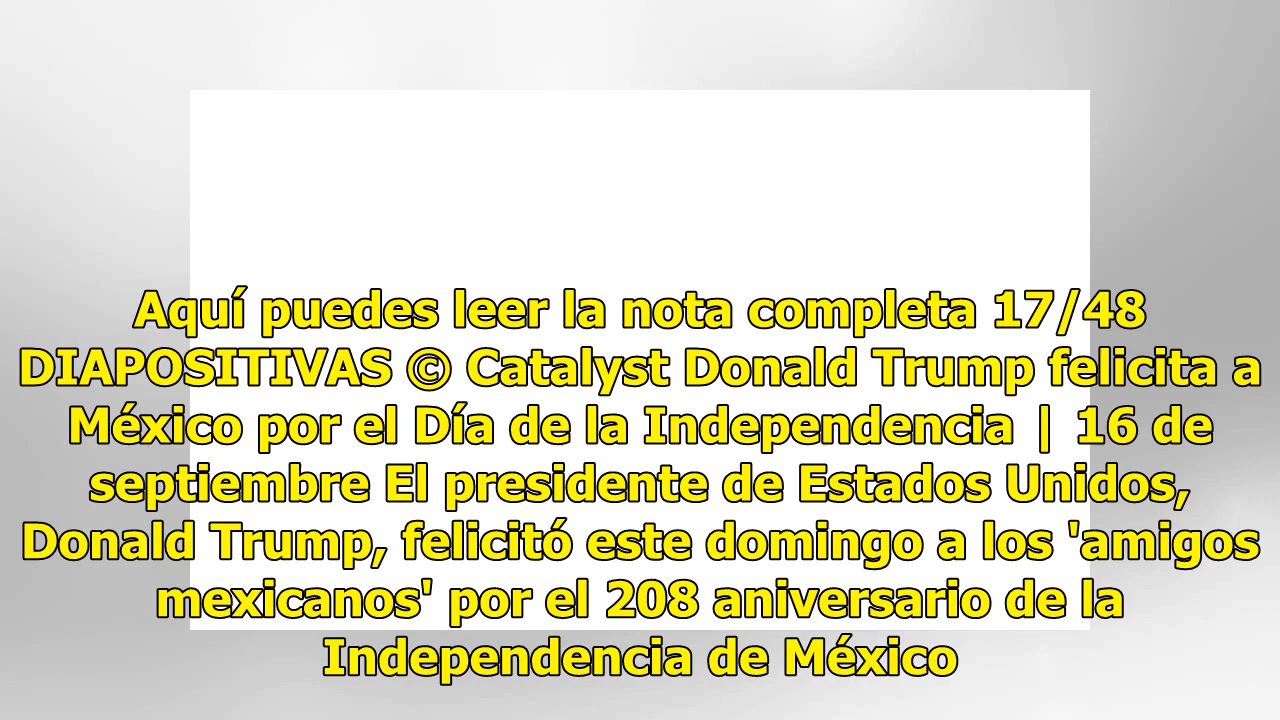 Aquí puedes leer la nota completa 17/48
DIAPOSITIVAS © Catalyst Donald Trump felicita a
México por el Día de la Independencia | 16 de
septiembre El presidente de Estados Unidos,
Donald Trump, felicitó este domingo a los 'amigos
mexicanos' por el 208 aniversario de la
Independencia de México